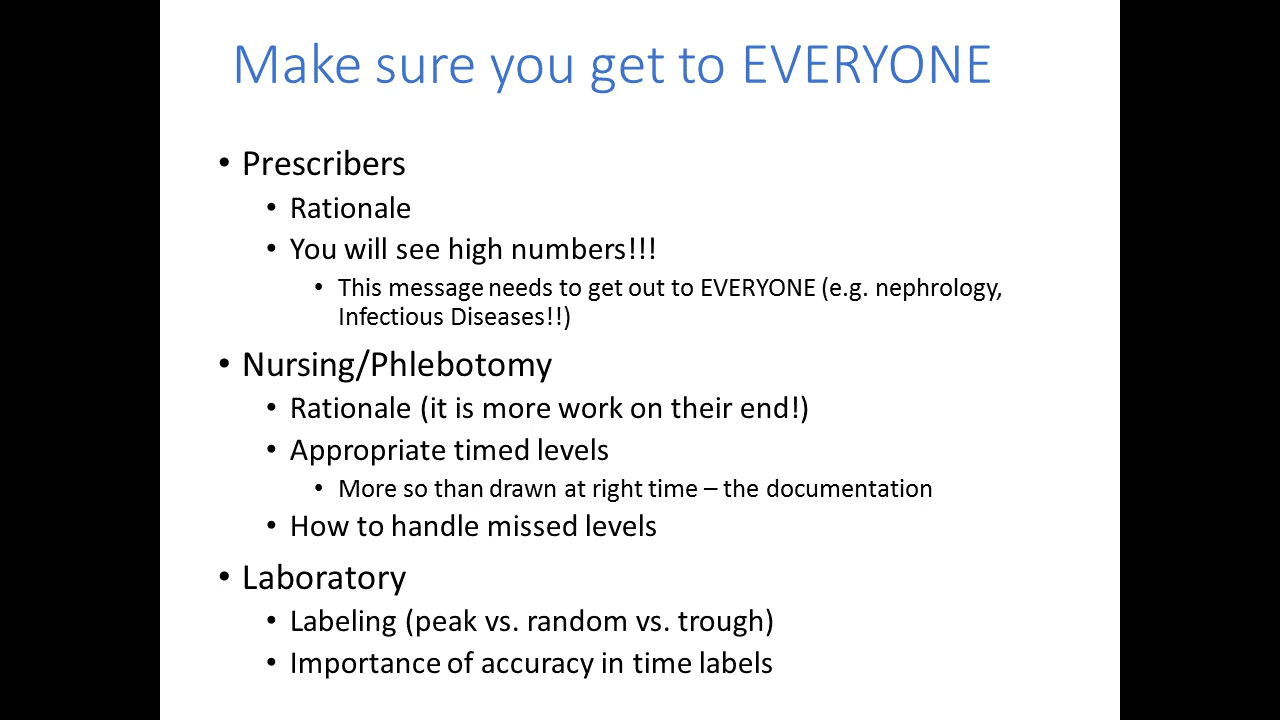 Make sure you get to EVERYONE
• Prescribers
• Rationale
• You will see high numbers!!!
• This message needs to get out to EVERYONE (e.g. nephrology,
Infectious Diseases!!)
• Nursing/Phlebotomy
• Rationale (it is more work on their end!)
• Appropriate timed levels
• More so than drawn at right time – the documentation
• How to handle missed levels
• Laboratory
• Labeling (peak vs. random vs. trough)
• Importance of accuracy in time labels